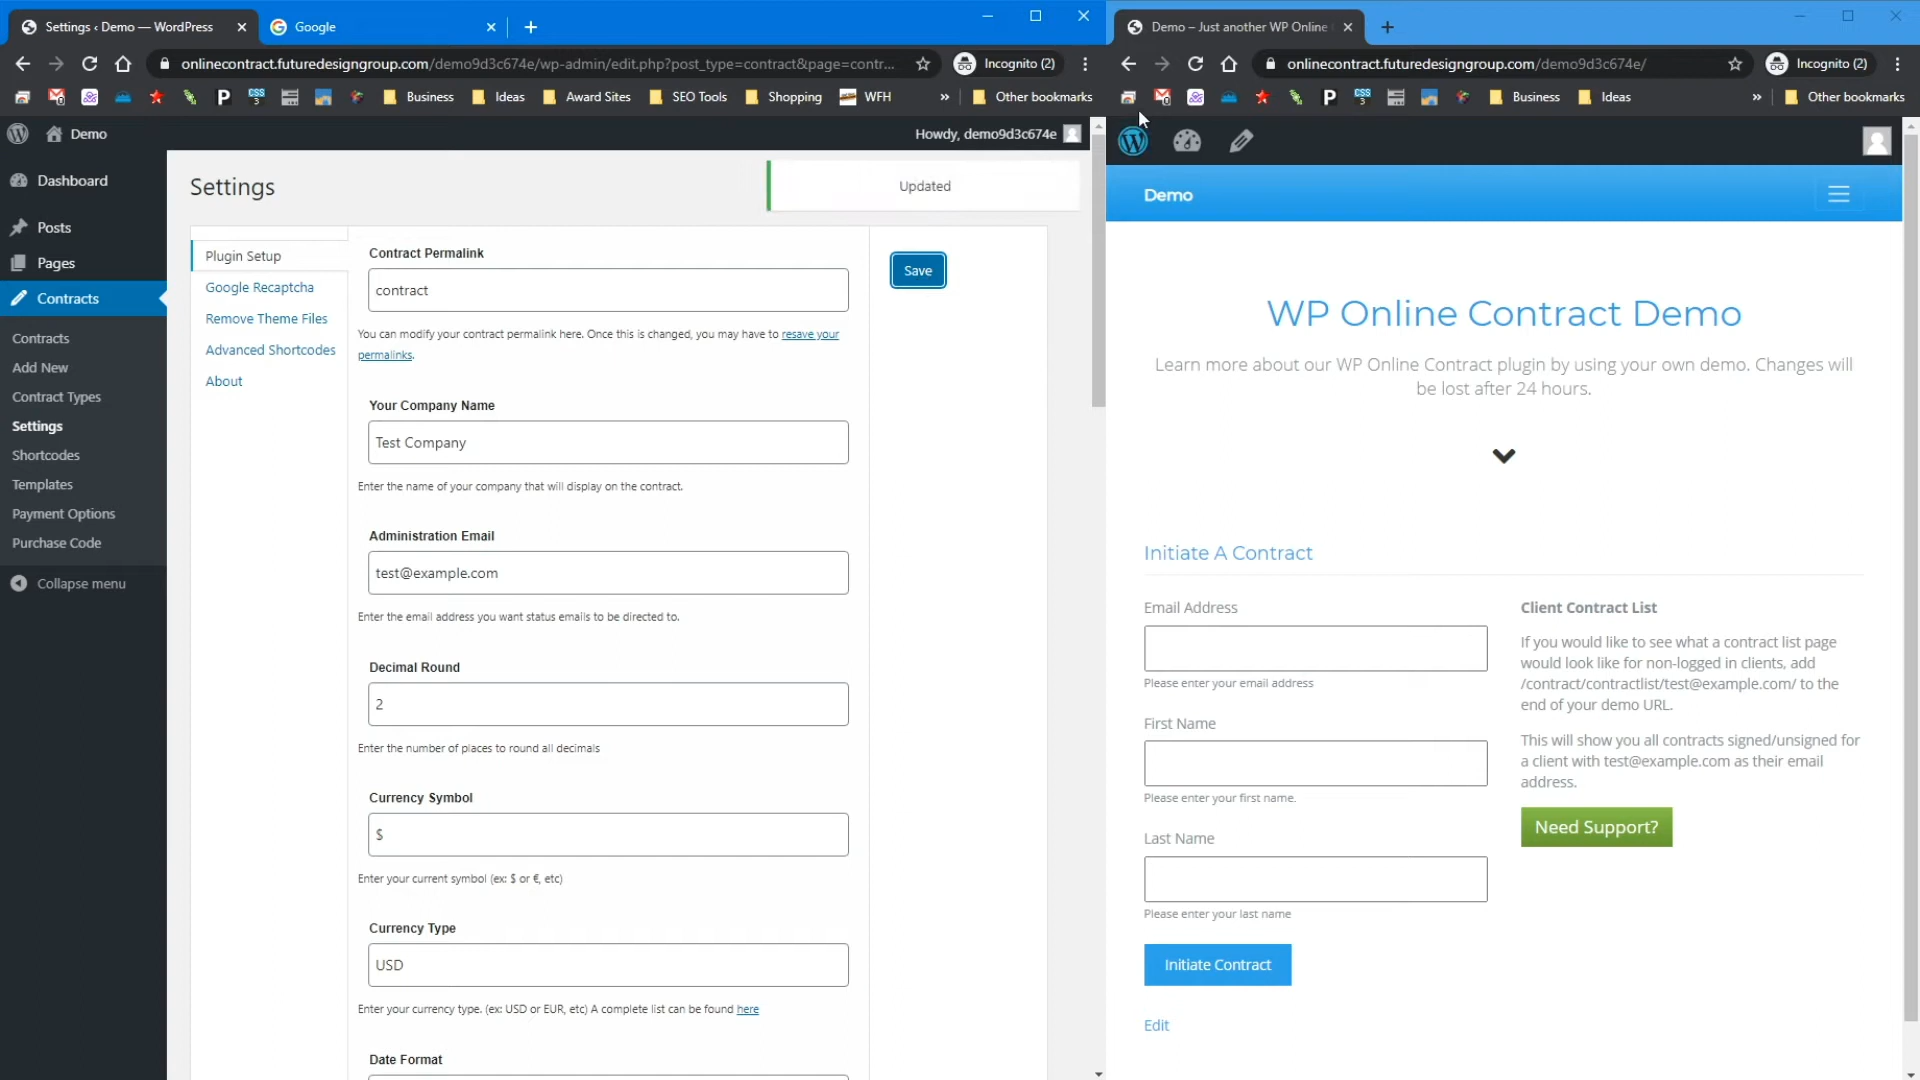 Settings ‹ Demo — WordPress
Google
onlinecontract.futuredesigngroup.com/demo9d3c674e/wp-admin/edit.php?post_type=contract&page=contr...
Incognito (2)
Business
Ideas
Award Sites
SEO Tools
Shopping
WFH
»
Other bookmarks
Demo
Howdy, demo9d3c674e
Dashboard
Posts
Pages
Contracts
Contracts
Add New
Contract Types
Settings
Shortcodes
Templates
Payment Options
Purchase Code
Collapse menu
Settings
Updated
Plugin Setup
Google Recaptcha
Remove Theme Files
Advanced Shortcodes
About
Contract Permalink
contract
You can modify your contract permalink here. Once this is changed, you may have to resave your
permalinks.
Save
Your Company Name
Test Company
Enter the name of your company that will display on the contract.
Administration Email
test@example.com
Enter the email address you want status emails to be directed to.
Decimal Round
2
Enter the number of places to round all decimals
Currency Symbol
$
Enter your current symbol (ex: $ or €, etc)
Currency Type
USD
Enter your currency type. (ex: USD or EUR, etc) A complete list can be found here
Date Format
Demo – Just another WP Online
onlinecontract.futuredesigngroup.com/demo9d3c674e/
Incognito (2)
Business
Ideas
»
Other bookmarks
Demo
WP Online Contract Demo
Learn more about our WP Online Contract plugin by using your own demo. Changes will
be lost after 24 hours.
Initiate A Contract
Email Address
Please enter your email address
First Name
Please enter your first name.
Last Name
Please enter your last name
Initiate Contract
Edit
Client Contract List
If you would like to see what a contract list page
would look like for non-logged in clients, add
/contract/contractlist/test@example.com/ to the
end of your demo URL.
This will show you all contracts signed/unsigned for
a client with test@example.com as their email
address.
Need Support?